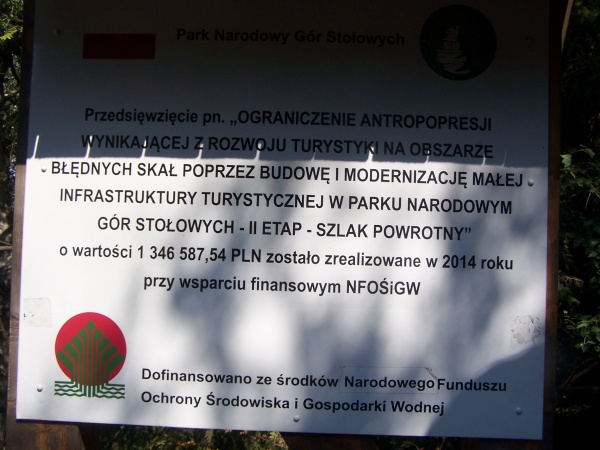 Park Narodowy Gór Stołowych
Przedsięwzięcie pn. „OGRANICZENIE ANTROPOPRESJI
WYNIKAJĄCEJ Z ROZWOJU TURYSTYKI NA OBSZARZE
BŁĘDNYCH SKAŁ POPRZEZ BUDOWĘ I MODERNIZACJĘ MAŁEJ
INFRASTRUKTURY TURYSTYCZNEJ W PARKU NARODOWYM
GÓR STOŁOWYCH - II ETAP - SZLAK POWROTNY”
o wartości 1 346 587,54 PLN zostało zrealizowane w 2014 roku
przy wsparciu finansowym NFOŚiGW
Dofinansowano ze środków Narodowego Funduszu
Ochrony Środowiska i Gospodarki Wodnej